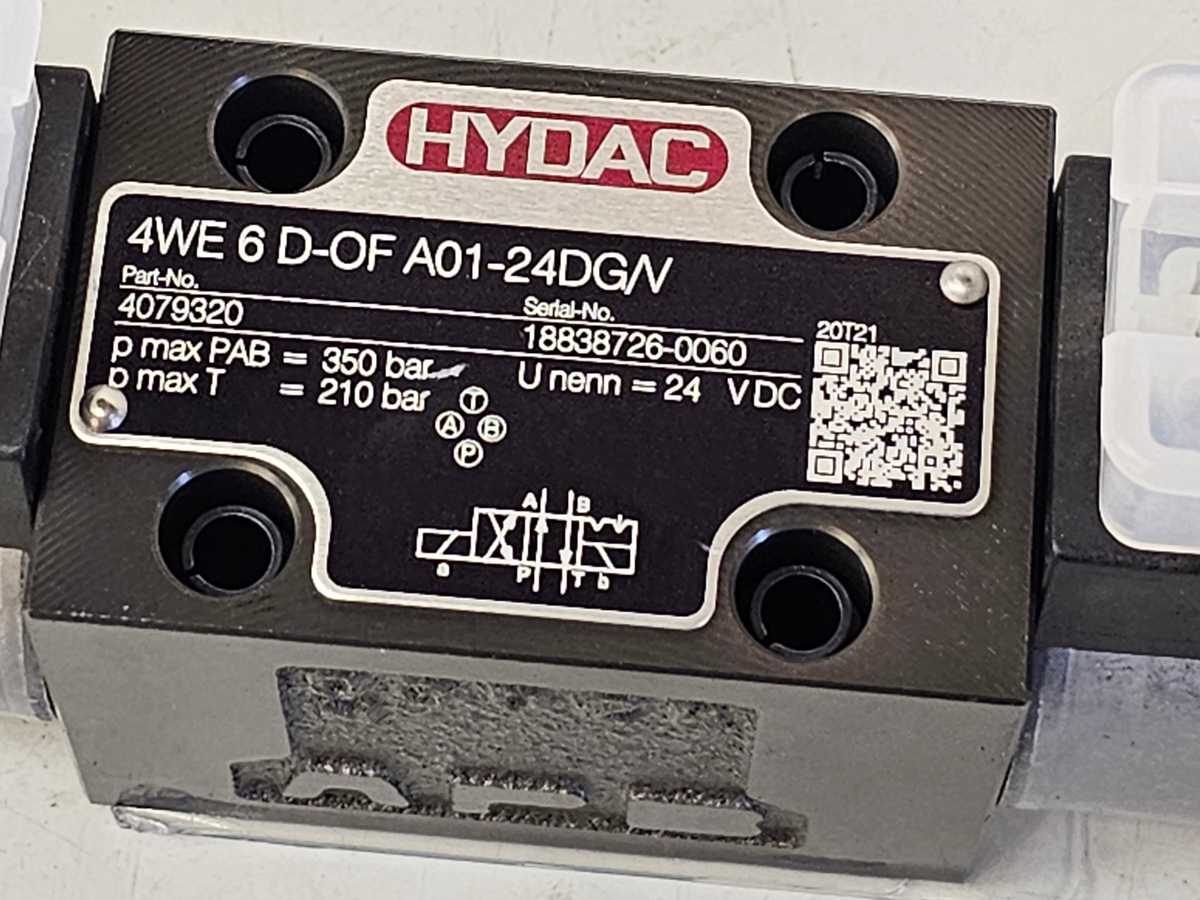 HYDAC
4WE 6 D-OF A01-24DG/V
Part-No. Serial-No.
4079320 18838726-0060 20T21
p max PAB = 350 bar U nenn = 24 V DC
p max T = 210 bar
T
A B
P
A B
a P T b